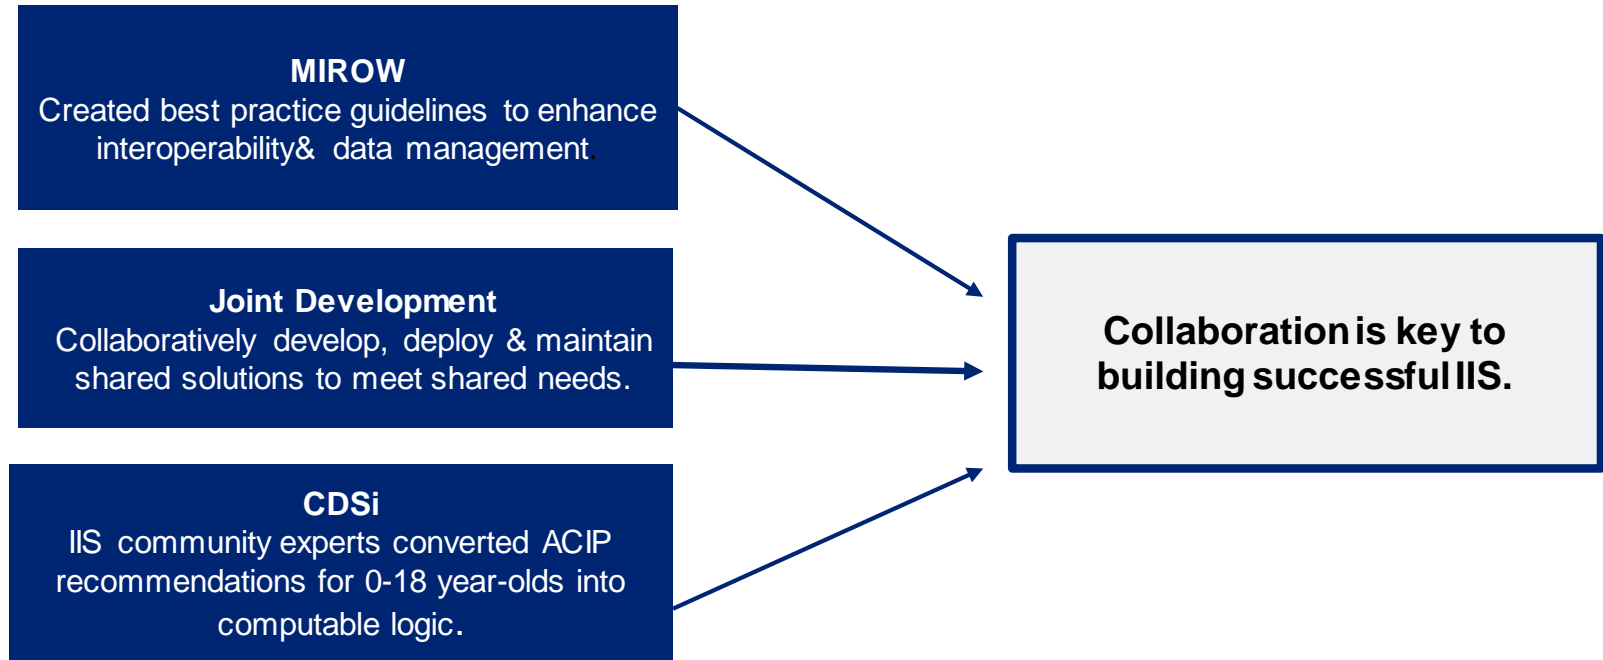 MIROW
Created best practice guidelines to enhance
interoperability& data management.
Joint Development
Collaboratively develop, deploy & maintain
shared solutions to meet shared needs.
CDSi
IIS community experts converted ACIP
recommendations for 0-18 year-olds into
computable logic.
Collaboration is key to
building successful IIS.